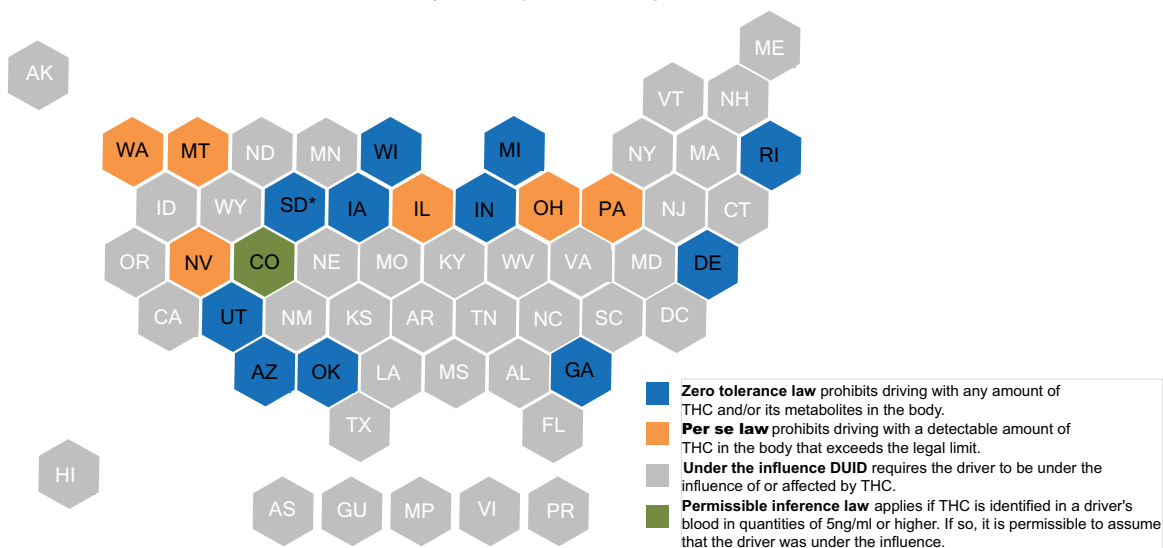 ME
AK
VT NH
WA MT ND MN WI MI NY MA RI
ID WY SD* IA IL IN OH PA NJ CT
OR NV CO NE MO KY WV VA MD DE
CA UT NM KS AR TN NC SC DC
AZ OK LA MS AL GA
TX FL
HI
AS GU MP VI PR
Zero tolerance law prohibits driving with any amount of
THC and/or its metabolites in the body.
Per se law prohibits driving with a detectable amount of
THC in the body that exceeds the legal limit.
Under the influence DUID requires the driver to be under the
influence of or affected by THC.
Permissible inference law applies if THC is identified in a driver's
blood in quantities of 5ng/ml or higher. If so, it is permissible to assume
that the driver was under the influence.